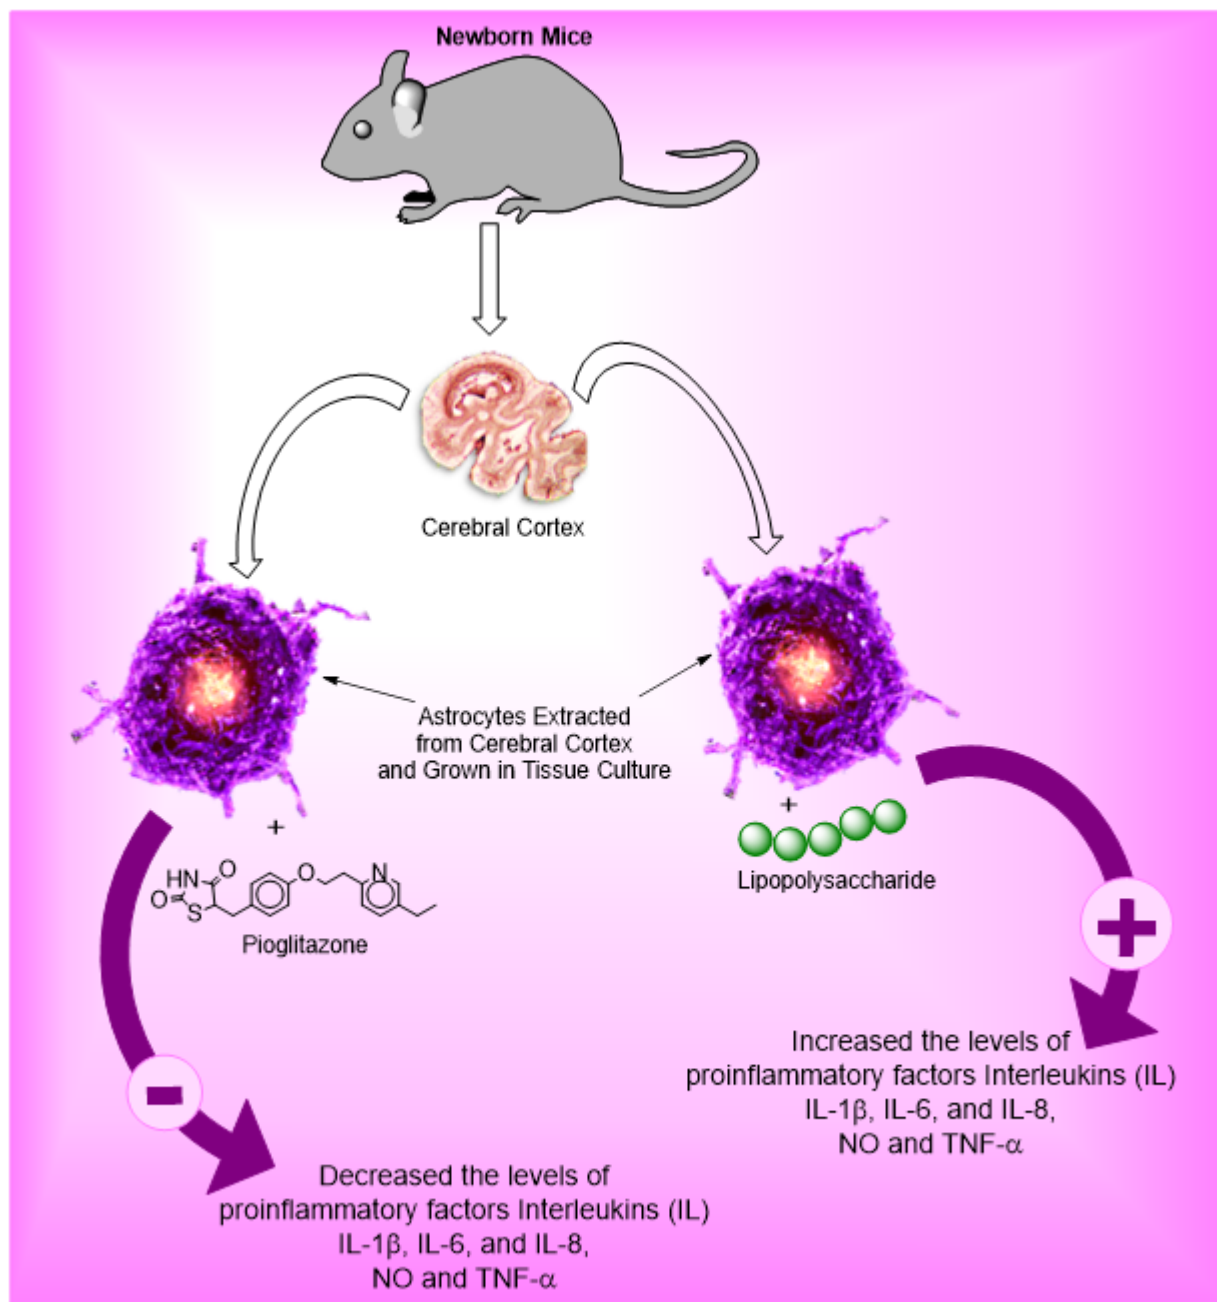 Newborn Mice
Cerebral Cortex
Astrocytes Extracted
from Cerebral Cortex
and Grown in Tissue Culture
+
HN
O
O
S
O
N
Pioglitazone
+
Lipopolysaccharide
+
Increased the levels of
proinflammatory factors Interleukins (IL)
IL-1β, IL-6, and IL-8,
NO and TNF-α
-
Decreased the levels of
proinflammatory factors Interleukins (IL)
IL-1β, IL-6, and IL-8,
NO and TNF-α